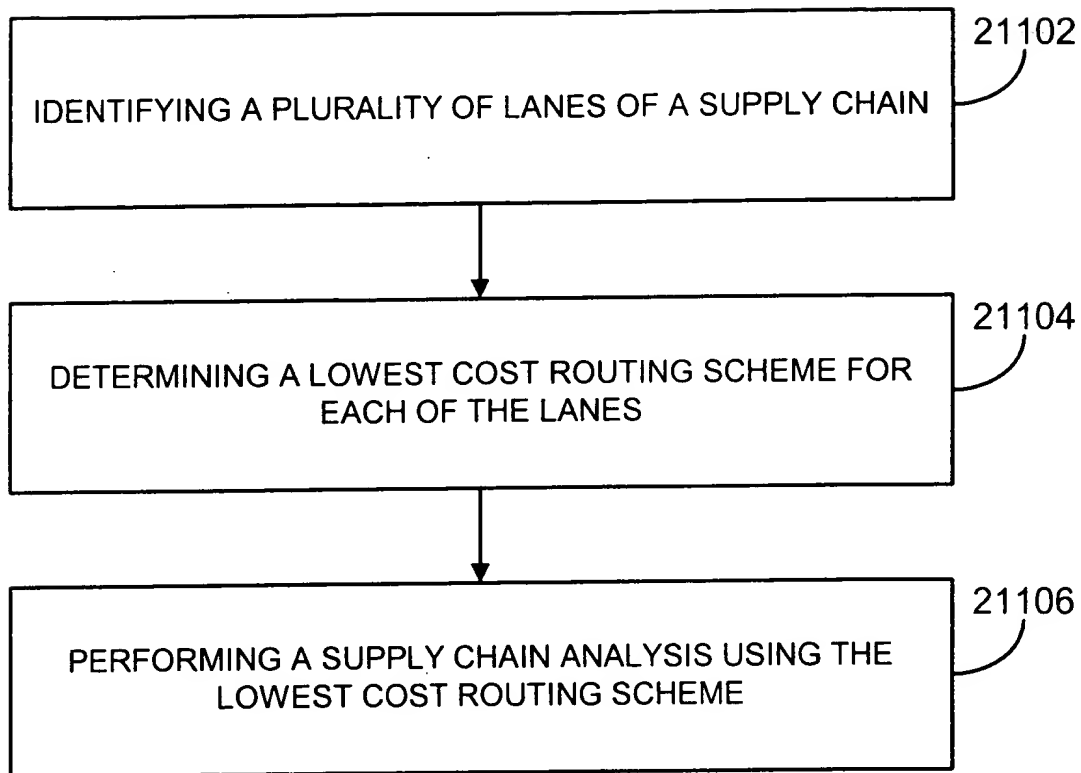 21102
IDENTIFYING A PLURALITY OF LANES OF A SUPPLY CHAIN
21104
DETERMINING A LOWEST COST ROUTING SCHEME FOR
EACH OF THE LANES
21106
PERFORMING A SUPPLY CHAIN ANALYSIS USING THE
LOWEST COST ROUTING SCHEME